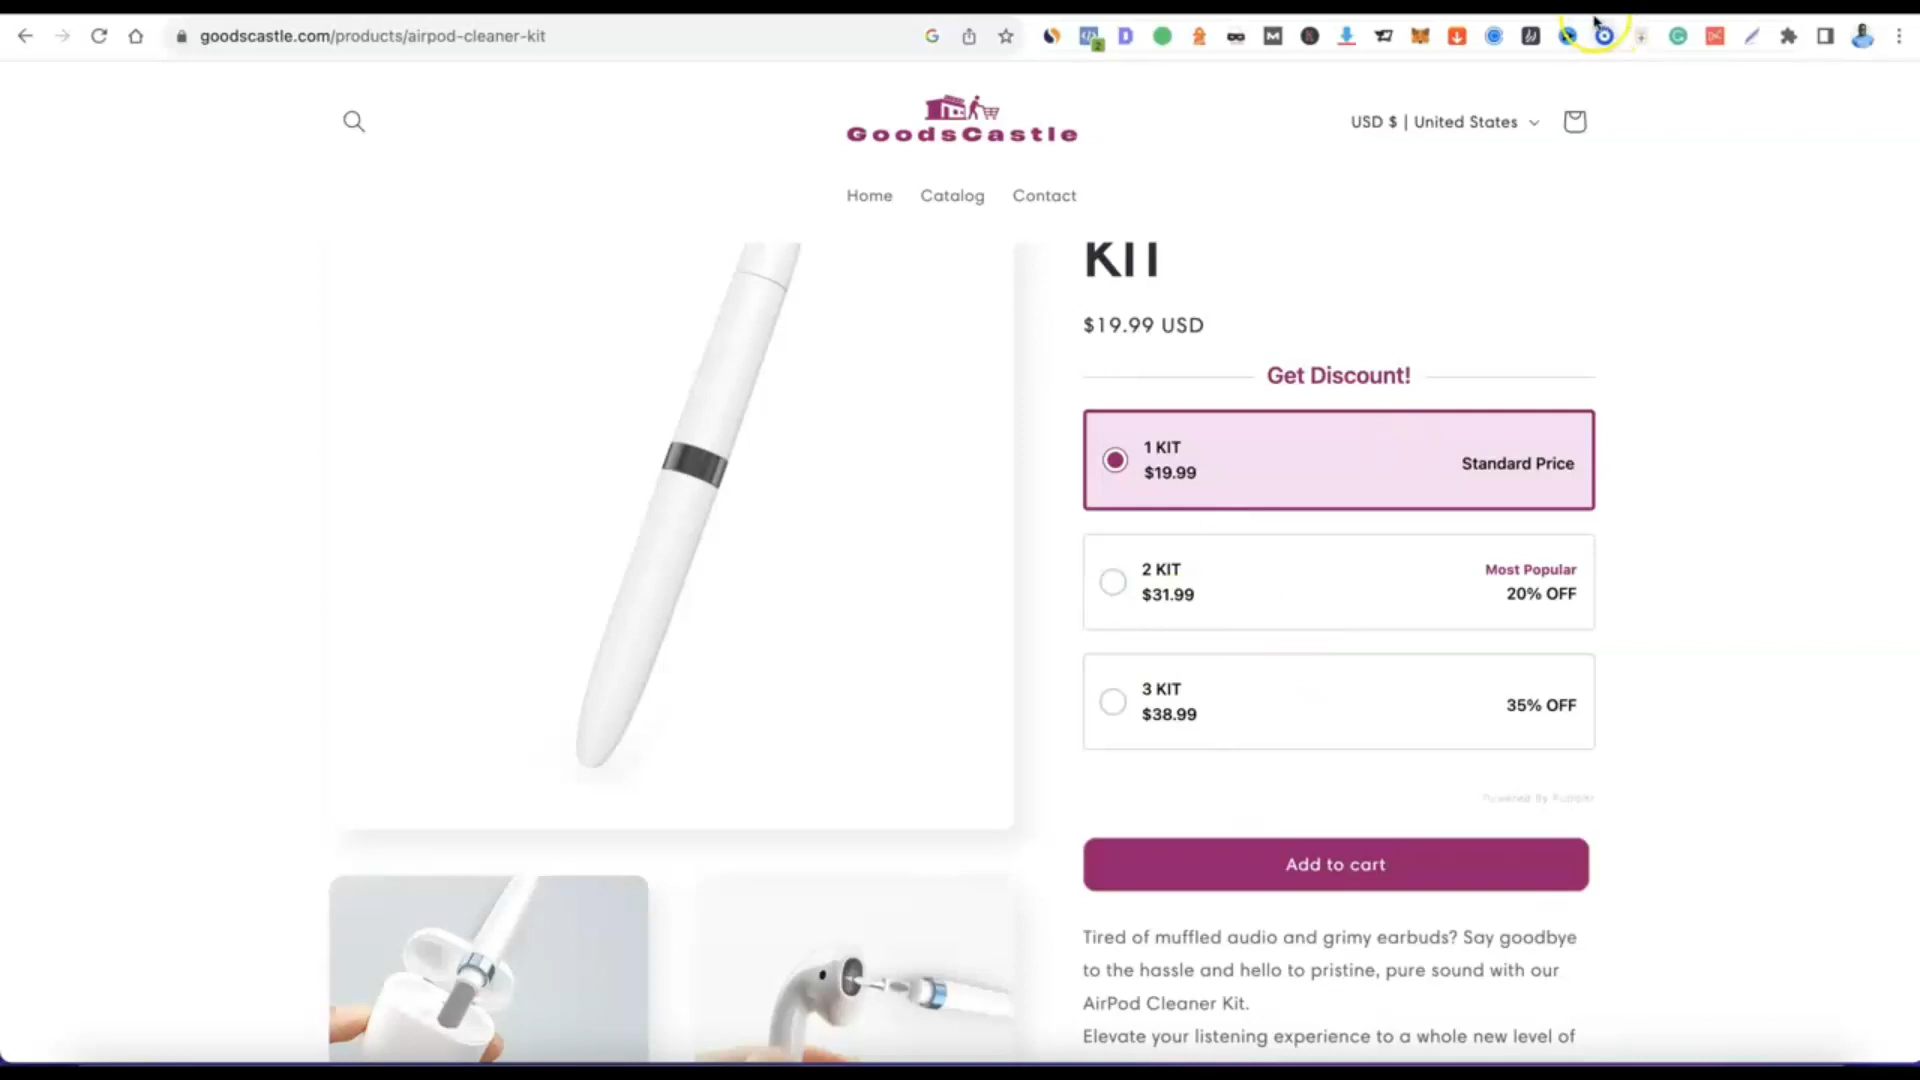 goodscastle.com/products/airpod-cleaner-kit
GoodsCastle
USD $ | United States
Home Catalog Contact
KIT
$19.99 USD
Get Discount!
1 KIT
$19.99
Standard Price
2 KIT
$31.99
Most Popular
20% OFF
3 KIT
$38.99
35% OFF
Powered By
Add to cart
Tired of muffled audio and grimy earbuds? Say goodbye
to the hassle and hello to pristine, pure sound with our
AirPod Cleaner Kit.
Elevate your listening experience to a whole new level of